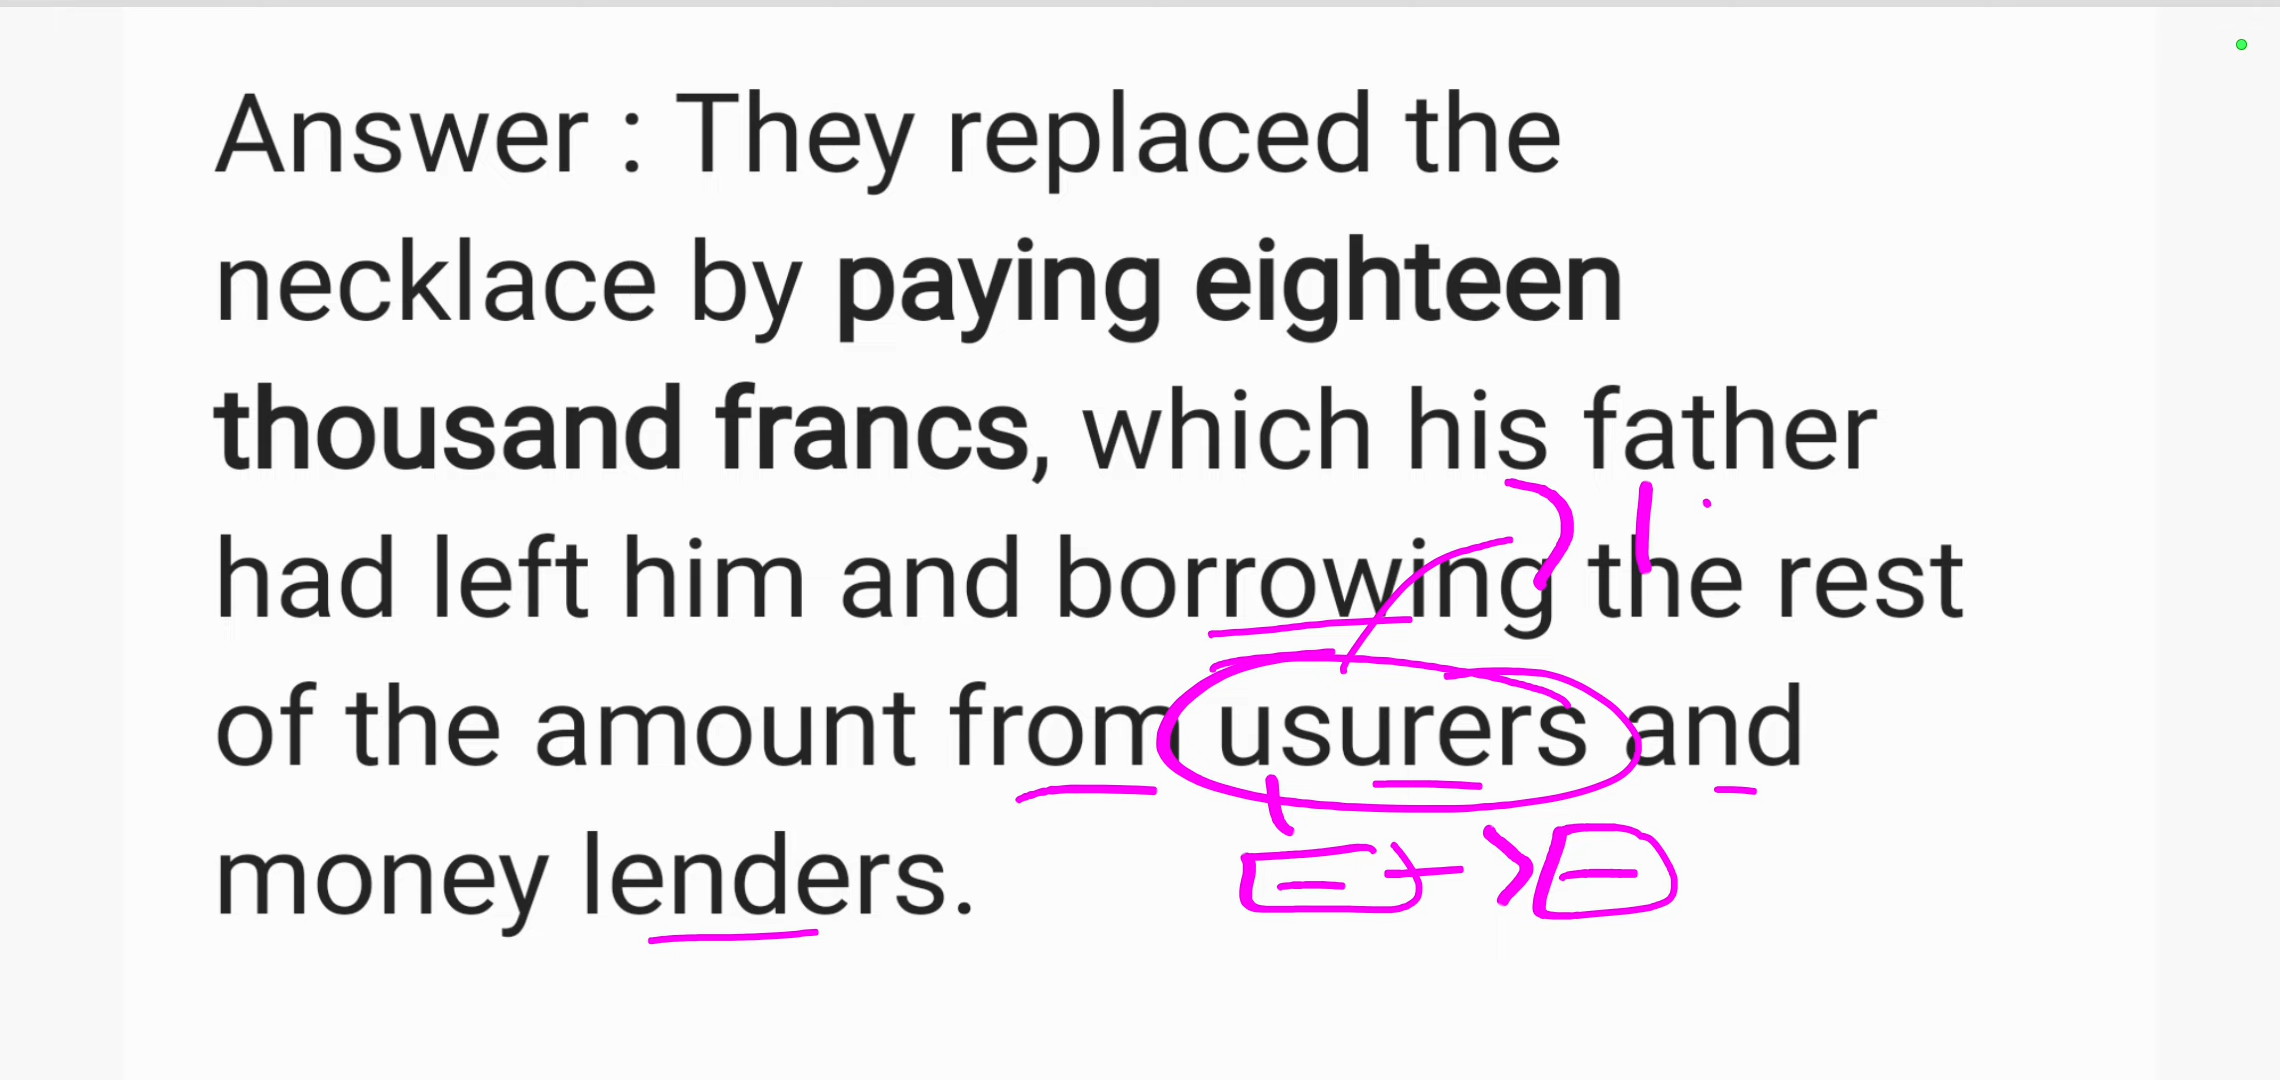 Answer : They replaced the
necklace by paying eighteen
thousand francs, which his father
had left him and borrowing the rest
of the amount from usurers and
money lenders.